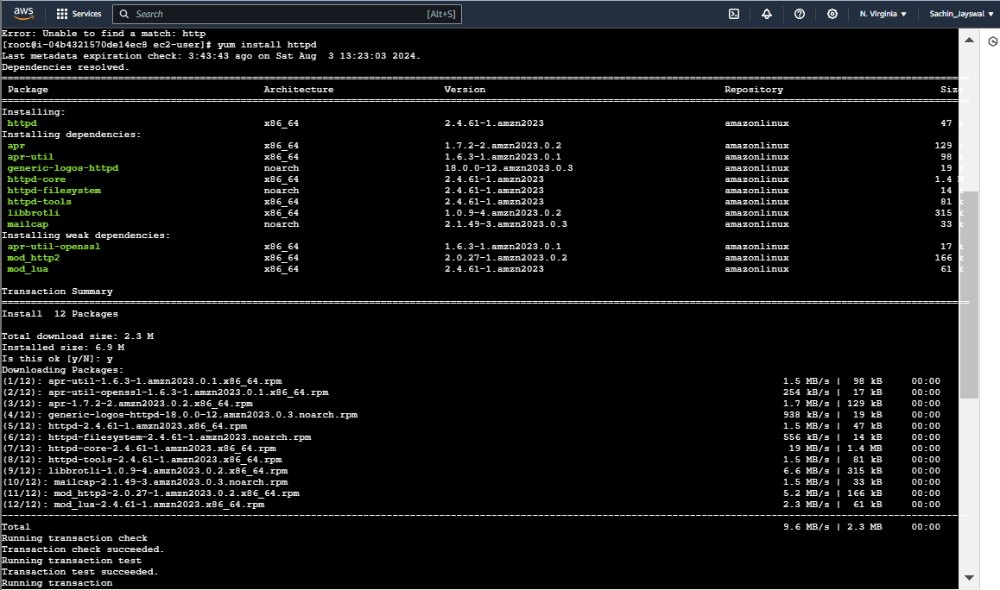 aws Services Search [Alt+S] N. Virginia Sachin_Jayswal
Error: Unable to find a match: http
[root@i-04b4321570de14ec8 ec2-user]# yum install httpd
Last metadata expiration check: 3:43:43 ago on Sat Aug  3 13:23:03 2024.
Dependencies resolved.
Package Architecture Version Repository Size
Installing:
httpd x86_64 2.4.61-1.amzn2023 amazonlinux 47 k
Installing dependencies:
apr x86_64 1.7.2-2.amzn2023.0.2 amazonlinux 129 k
apr-util x86_64 1.6.3-1.amzn2023.0.1 amazonlinux 98 k
generic-logos-httpd noarch 18.0.0-12.amzn2023.0.3 amazonlinux 19 k
httpd-core x86_64 2.4.61-1.amzn2023 amazonlinux 1.4 M
httpd-filesystem noarch 2.4.61-1.amzn2023 amazonlinux 14 k
httpd-tools x86_64 2.4.61-1.amzn2023 amazonlinux 81 k
libbrotli x86_64 1.0.9-4.amzn2023.0.2 amazonlinux 315 k
mailcap noarch 2.1.49-3.amzn2023.0.3 amazonlinux 33 k
Installing weak dependencies:
apr-util-openssl x86_64 1.6.3-1.amzn2023.0.1 amazonlinux 17 k
mod_http2 x86_64 2.0.27-1.amzn2023.0.2 amazonlinux 166 k
mod_lua x86_64 2.4.61-1.amzn2023 amazonlinux 61 k
Transaction Summary
Install  12 Packages
Total download size: 2.3 M
Installed size: 6.9 M
Is this ok [y/N]: y
Downloading Packages:
(1/12): apr-util-1.6.3-1.amzn2023.0.1.x86_64.rpm 1.5 MB/s |  98 kB 00:00
(2/12): apr-util-openssl-1.6.3-1.amzn2023.0.1.x86_64.rpm 254 kB/s |  17 kB 00:00
(3/12): apr-1.7.2-2.amzn2023.0.2.x86_64.rpm 1.7 MB/s | 129 kB 00:00
(4/12): generic-logos-httpd-18.0.0-12.amzn2023.0.3.noarch.rpm 938 kB/s |  19 kB 00:00
(5/12): httpd-2.4.61-1.amzn2023.x86_64.rpm 1.5 MB/s |  47 kB 00:00
(6/12): httpd-filesystem-2.4.61-1.amzn2023.noarch.rpm 556 kB/s |  14 kB 00:00
(7/12): httpd-core-2.4.61-1.amzn2023.x86_64.rpm 19 MB/s | 1.4 MB 00:00
(8/12): httpd-tools-2.4.61-1.amzn2023.x86_64.rpm 1.5 MB/s |  81 kB 00:00
(9/12): libbrotli-1.0.9-4.amzn2023.0.2.x86_64.rpm 6.6 MB/s | 315 kB 00:00
(10/12): mailcap-2.1.49-3.amzn2023.0.3.noarch.rpm 1.5 MB/s |  33 kB 00:00
(11/12): mod_http2-2.0.27-1.amzn2023.0.2.x86_64.rpm 5.2 MB/s | 166 kB 00:00
(12/12): mod_lua-2.4.61-1.amzn2023.x86_64.rpm 2.3 MB/s |  61 kB 00:00
Total 9.6 MB/s | 2.3 MB 00:00
Running transaction check
Transaction check succeeded.
Running transaction test
Transaction test succeeded.
Running transaction